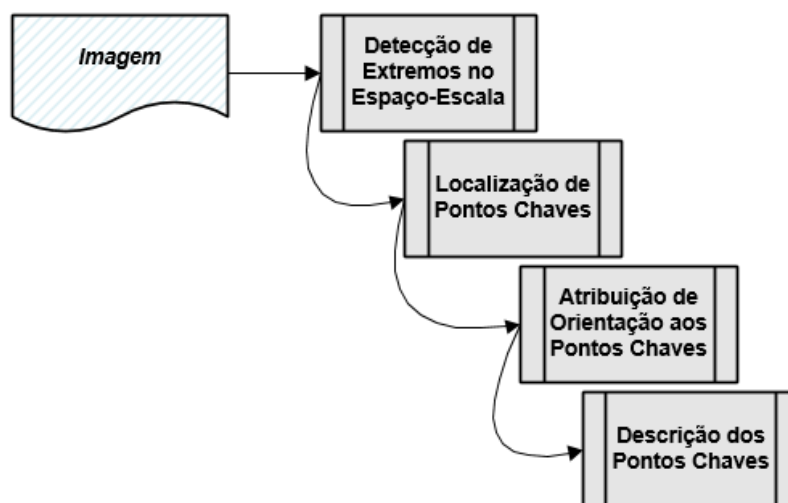 Imagem
Detecção de
Extremos no
Espaço-Escala
Localização de
Pontos Chaves
Atribuição de
Orientação aos
Pontos Chaves
Descrição dos
Pontos Chaves